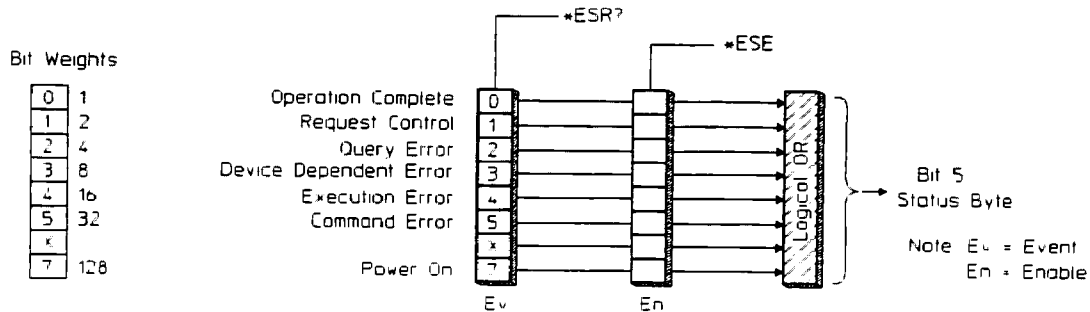 *ESR?
*ESE
Bit Weights
0 1
1 2
2 4
3 8
4 16
5 32
x
7 128
Operation Complete 0
Request Control 1
Query Error 2
Device Dependent Error 3
Execution Error 4
Command Error 5
x
Power On 7
Ev
En
Logical OR
Bit 5
Status Byte
Note Ev = Event
En = Enable